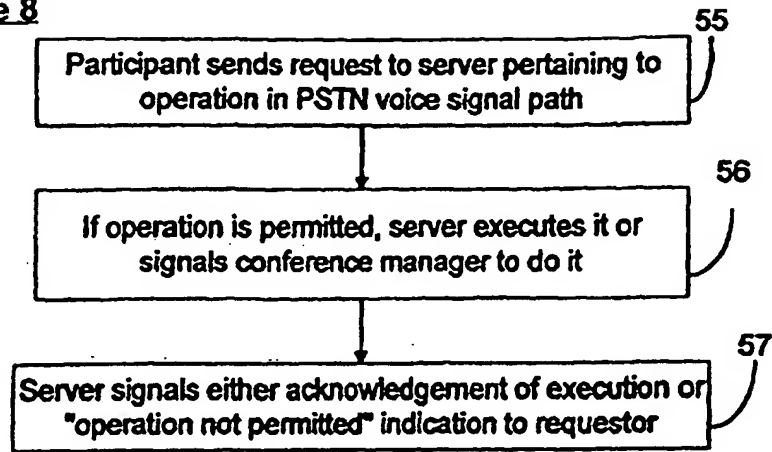 e 8
55
Participant sends request to server pertaining to
operation in PSTN voice signal path
56
If operation is permitted, server executes it or
signals conference manager to do it
57
Server signals either acknowledgement of execution or
"operation not permitted" indication to requestor